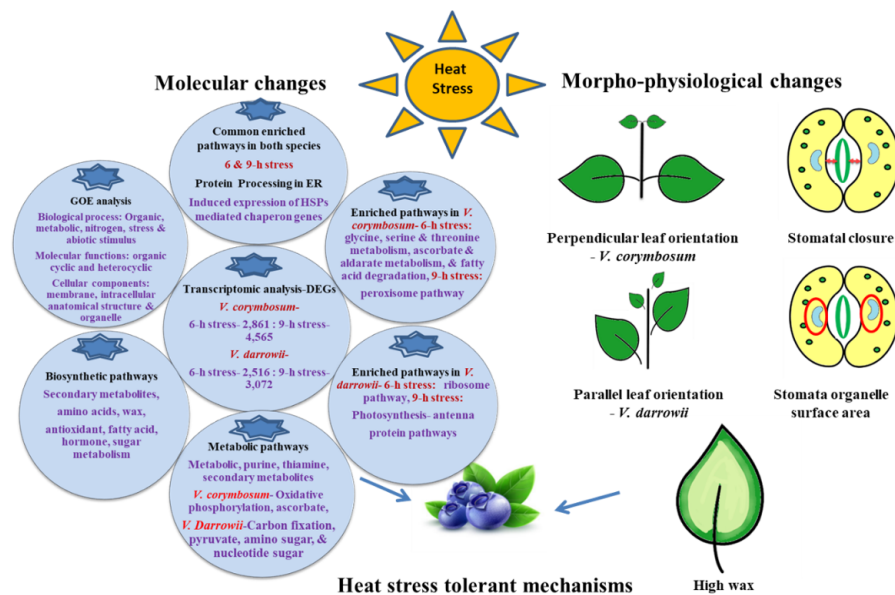 Heat
Stress
Molecular changes
Common enriched
pathways in both
species
6 & 9-h stress
Protein Processing in ER
Induced expression of HSPs
mediated chaperon genes
GOE analysis
Biological process: Organic,
metabolic, nitrogen, stress &
abiotic stimulus
Molecular functions: organic
cyclic and heterocyclic
Cellular components:
membrane, intracellular
anatomical structure &
organelle
Enriched pathways in V.
corymbosum- 6-h stress:
glycine, serine & threonine
metabolism, ascorbate &
aldarate metabolism, & fatty
acid degradation, 9-h stress:
peroxisome pathway
Transcriptomic analysis-DEGs
V. corymbosum-
6-h stress- 2,861 : 9-h stress-
4,565
V. darrowii-
6-h stress- 2,516 : 9-h stress-
3,072
Biosynthetic pathways
Secondary metabolites,
amino acids, wax,
antioxidant, fatty acid,
hormone, sugar
metabolism
Enriched pathways in V.
darrowii- 6-h stress: ribosome
pathway, 9-h stress:
Photosynthesis- antenna
protein pathways
Metabolic pathways
Metabolic, purine, thiamine,
secondary metabolites
V. corymbosum- Oxidative
phosphorylation, ascorbate,
V. Darrowii-Carbon fixation,
pyruvate, amino sugar, &
nucleotide sugar
Morpho-physiological changes
Perpendicular leaf orientation
- V. corymbosum
Stomatal closure
Parallel leaf orientation
- V. darrowii
Stomata organelle
surface area
High wax
Heat stress tolerant mechanisms